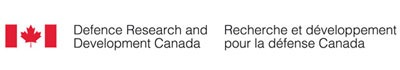 Defence Research and
Development Canada
Recherche et développement
pour la défense Canada